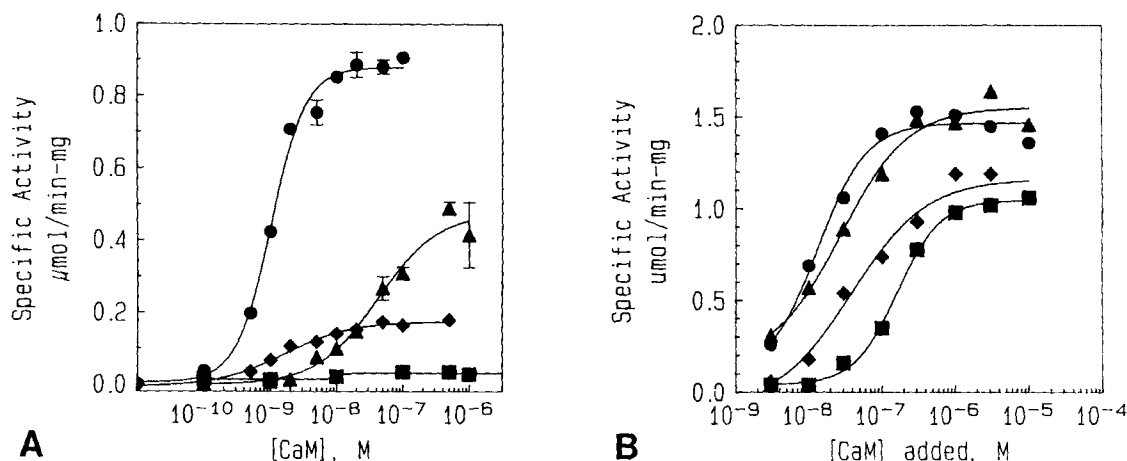 1.0
0.8
0.6
0.4
0.2
0.0
Specific Activity
µmol/min-mg
10⁻¹⁰ 10⁻⁹ 10⁻⁸ 10⁻⁷ 10⁻⁶
[CaM], M
A
2.0
1.5
1.0
0.5
0.0
Specific Activity
umol/min-mg
10⁻⁹ 10⁻⁸ 10⁻⁷ 10⁻⁶ 10⁻⁵ 10⁻⁴
[CaM] added, M
B